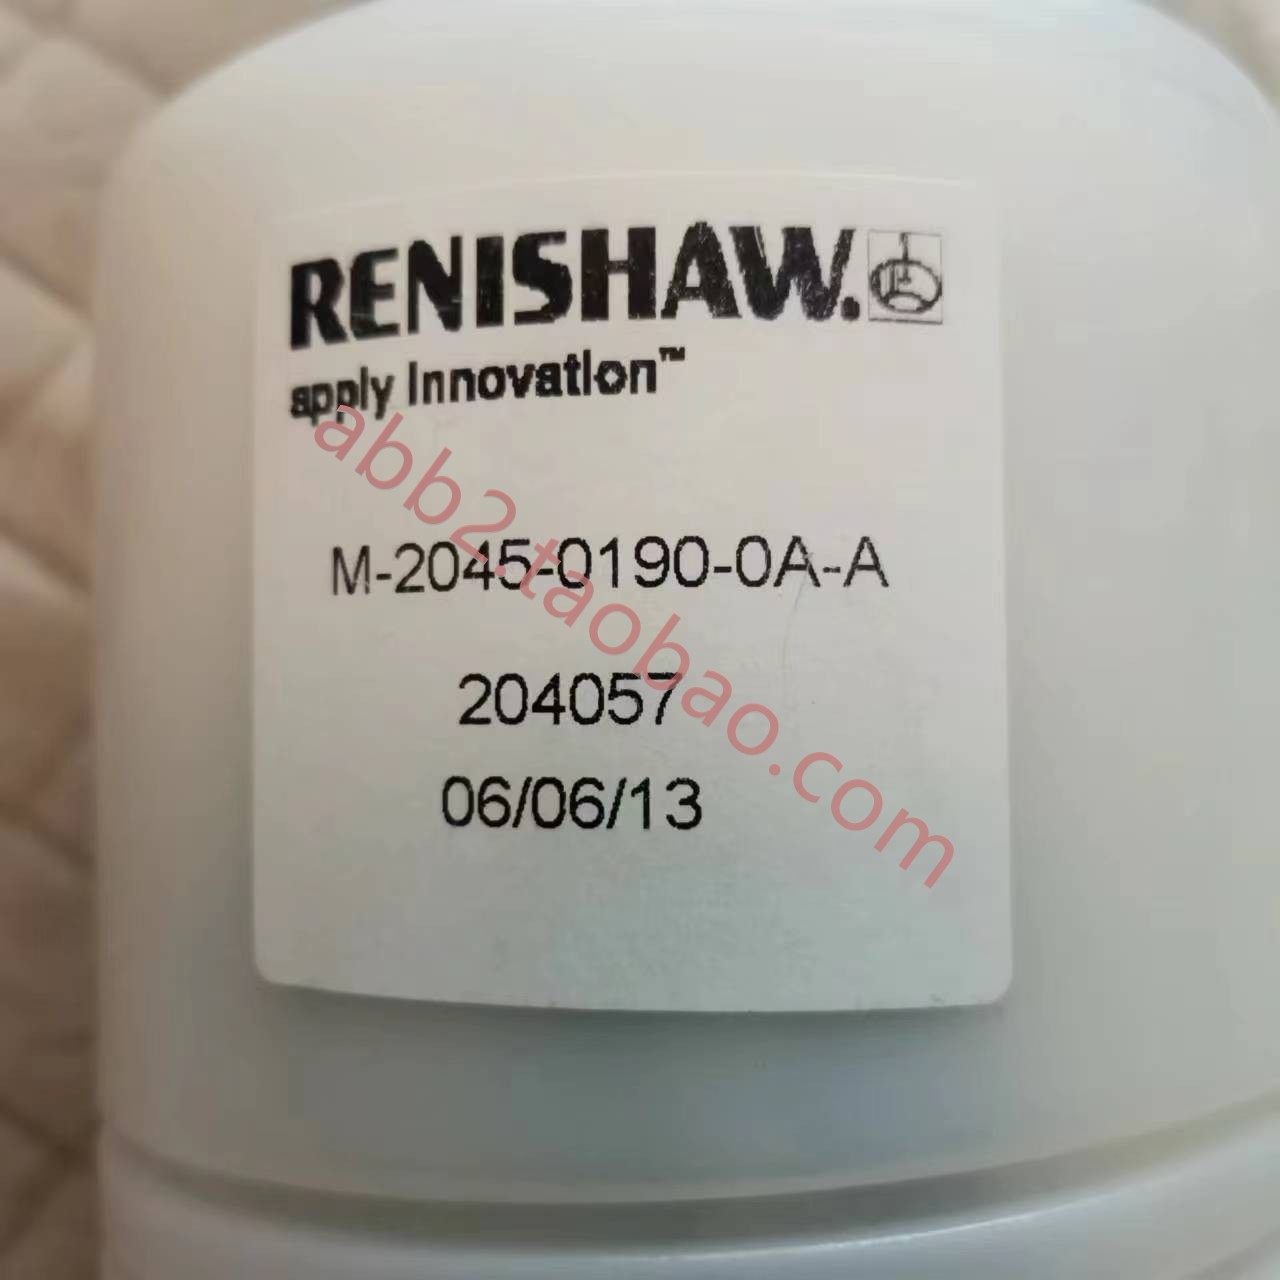 RENISHAW.
apply innovation™
M-2045-0190-0A-A
204057
06/06/13
abb2.taobao.com